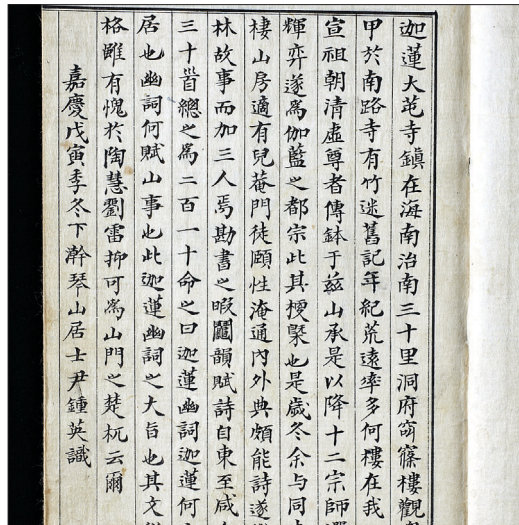 迦蓮大芚寺鎭在海南治南三十里洞府窈窱樓觀
甲於南路寺有竹迷舊記年紀荒遠率多何樓在我
宣祖朝淸虛尊者傳鉢于玆山承是以降十二宗師
輝弈遂爲伽藍之都宗此其梗槩也是歲冬余与同
棲山房適有兒菴門徒頤性淹通內外典頗能詩遂
林故事而加三人焉勘書之暇鬮韻賦詩自東至咸
三十首總之爲二百一十命之曰迦蓮幽詞迦蓮何
居也幽詞何賦山事也此迦蓮幽詞之大旨也其文
格雖有愧於陶慧劉雷抑可爲山門之楚杌云爾
嘉慶戊寅季冬下澣琴山居士尹鍾英識